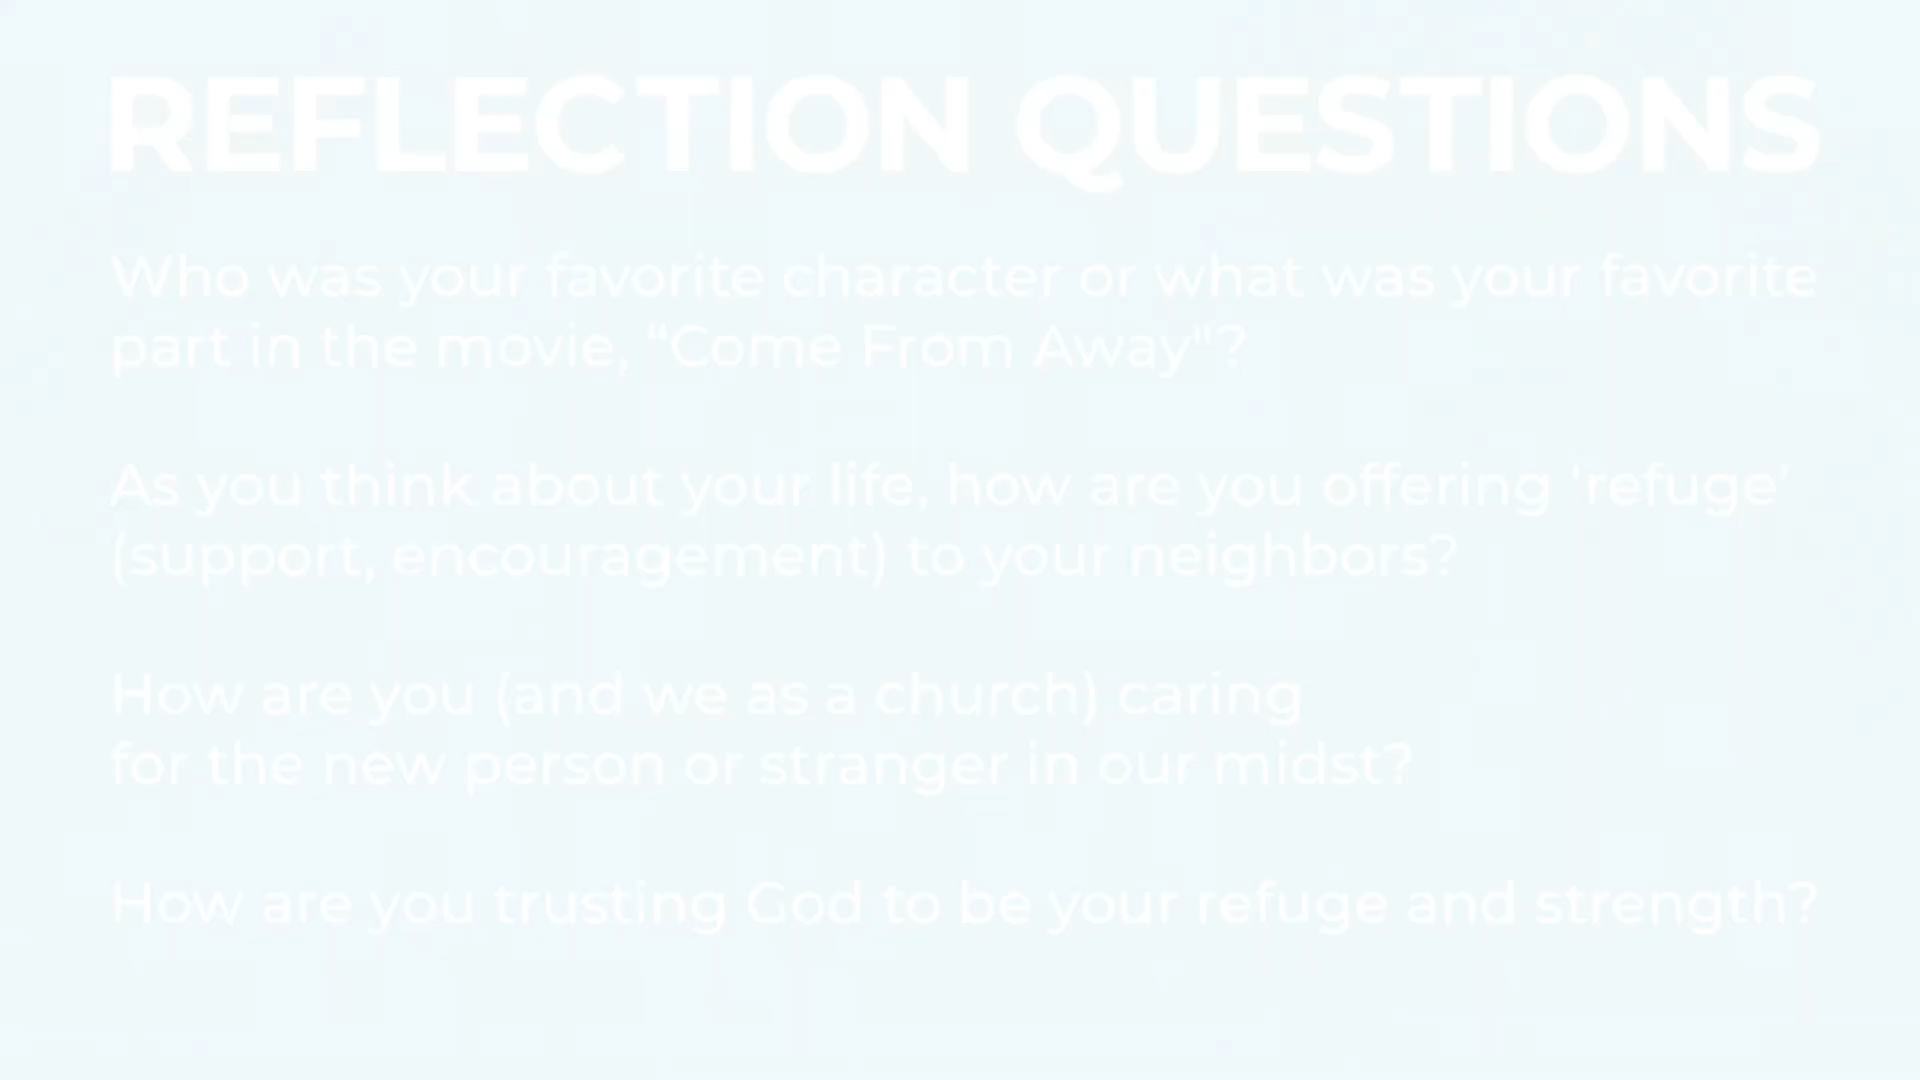 REFLECTION QUESTIONS
Who was your favorite character or what was your favorite
part in the movie, “Come From Away"?
As you think about your life, how are you offering ‘refuge’
(support, encouragement) to your neighbors?
How are you (and we as a church) caring
for the new person or stranger in our midst?
How are you trusting God to be your refuge and strength?